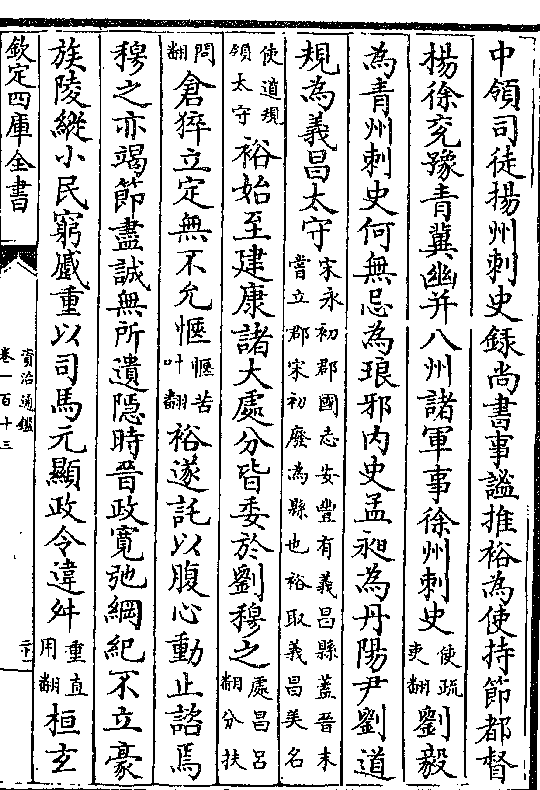 中領司徒揚州刺史録尚書事謐推裕為使持節都督
揚徐兖豫青冀幽并八州諸軍事徐州刺史使疏吏翻劉毅
為青州刺史何無忌為琅邪内史孟昶為丹陽尹劉道
規為義昌太守宋永初郡國志安豐有義昌縣蓋晉末嘗立郡宋初廢為縣也裕取義昌美名
使道規領太守裕始至建康諸大處分皆委於劉穆之處昌吕翻分扶
問翻倉猝立定無不允愜愜苦叶翻裕遂託以腹心動止諮焉
穆之亦竭節盡誠無所遺隠時晉政寛弛綱紀不立豪
族陵縱小民窮蹙重以司馬元顯政令違舛重直用翻桓玄
欽定四庫全書
資治通鑑
卷一百十三